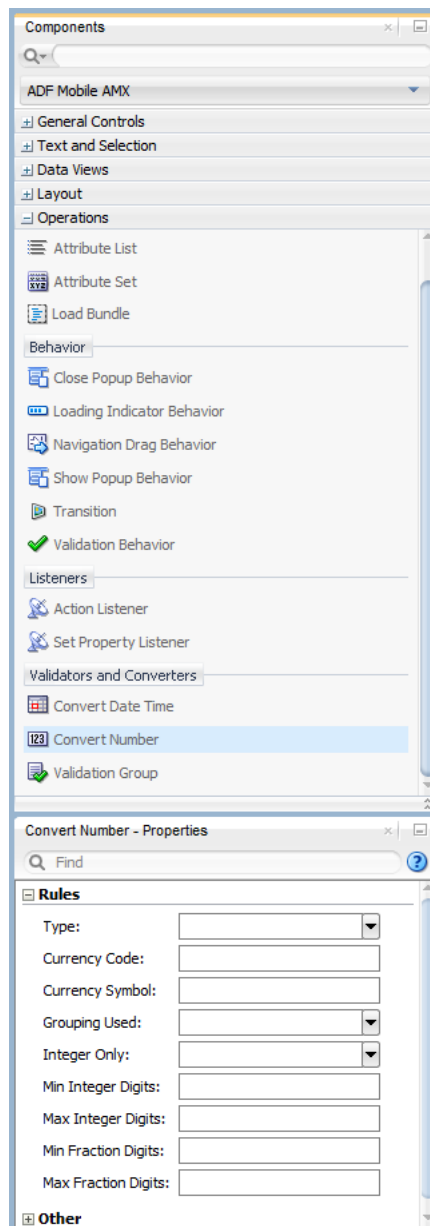 Components
ADF Mobile AMX
General Controls
Text and Selection
Data Views
Layout
Operations
Attribute List
Attribute Set
Load Bundle
Behavior
Close Popup Behavior
Loading Indicator Behavior
Navigation Drag Behavior
Show Popup Behavior
Transition
Validation Behavior
Listeners
Action Listener
Set Property Listener
Validators and Converters
Convert Date Time
123 Convert Number
Validation Group
Convert Number - Properties
Find
Rules
Type:
Currency Code:
Currency Symbol:
Grouping Used:
Integer Only:
Min Integer Digits:
Max Integer Digits:
Min Fraction Digits:
Max Fraction Digits:
Other